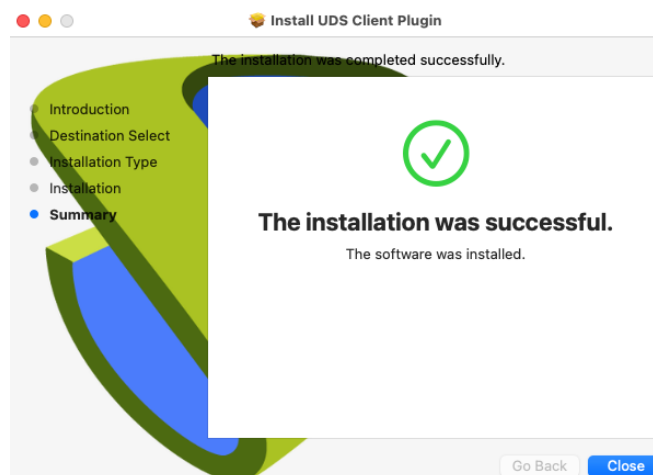 Install UDS Client Plugin
The installation was completed successfully.
Introduction
Destination Select
Installation Type
Installation
Summary
The installation was successful.
The software was installed.
Go Back
Close